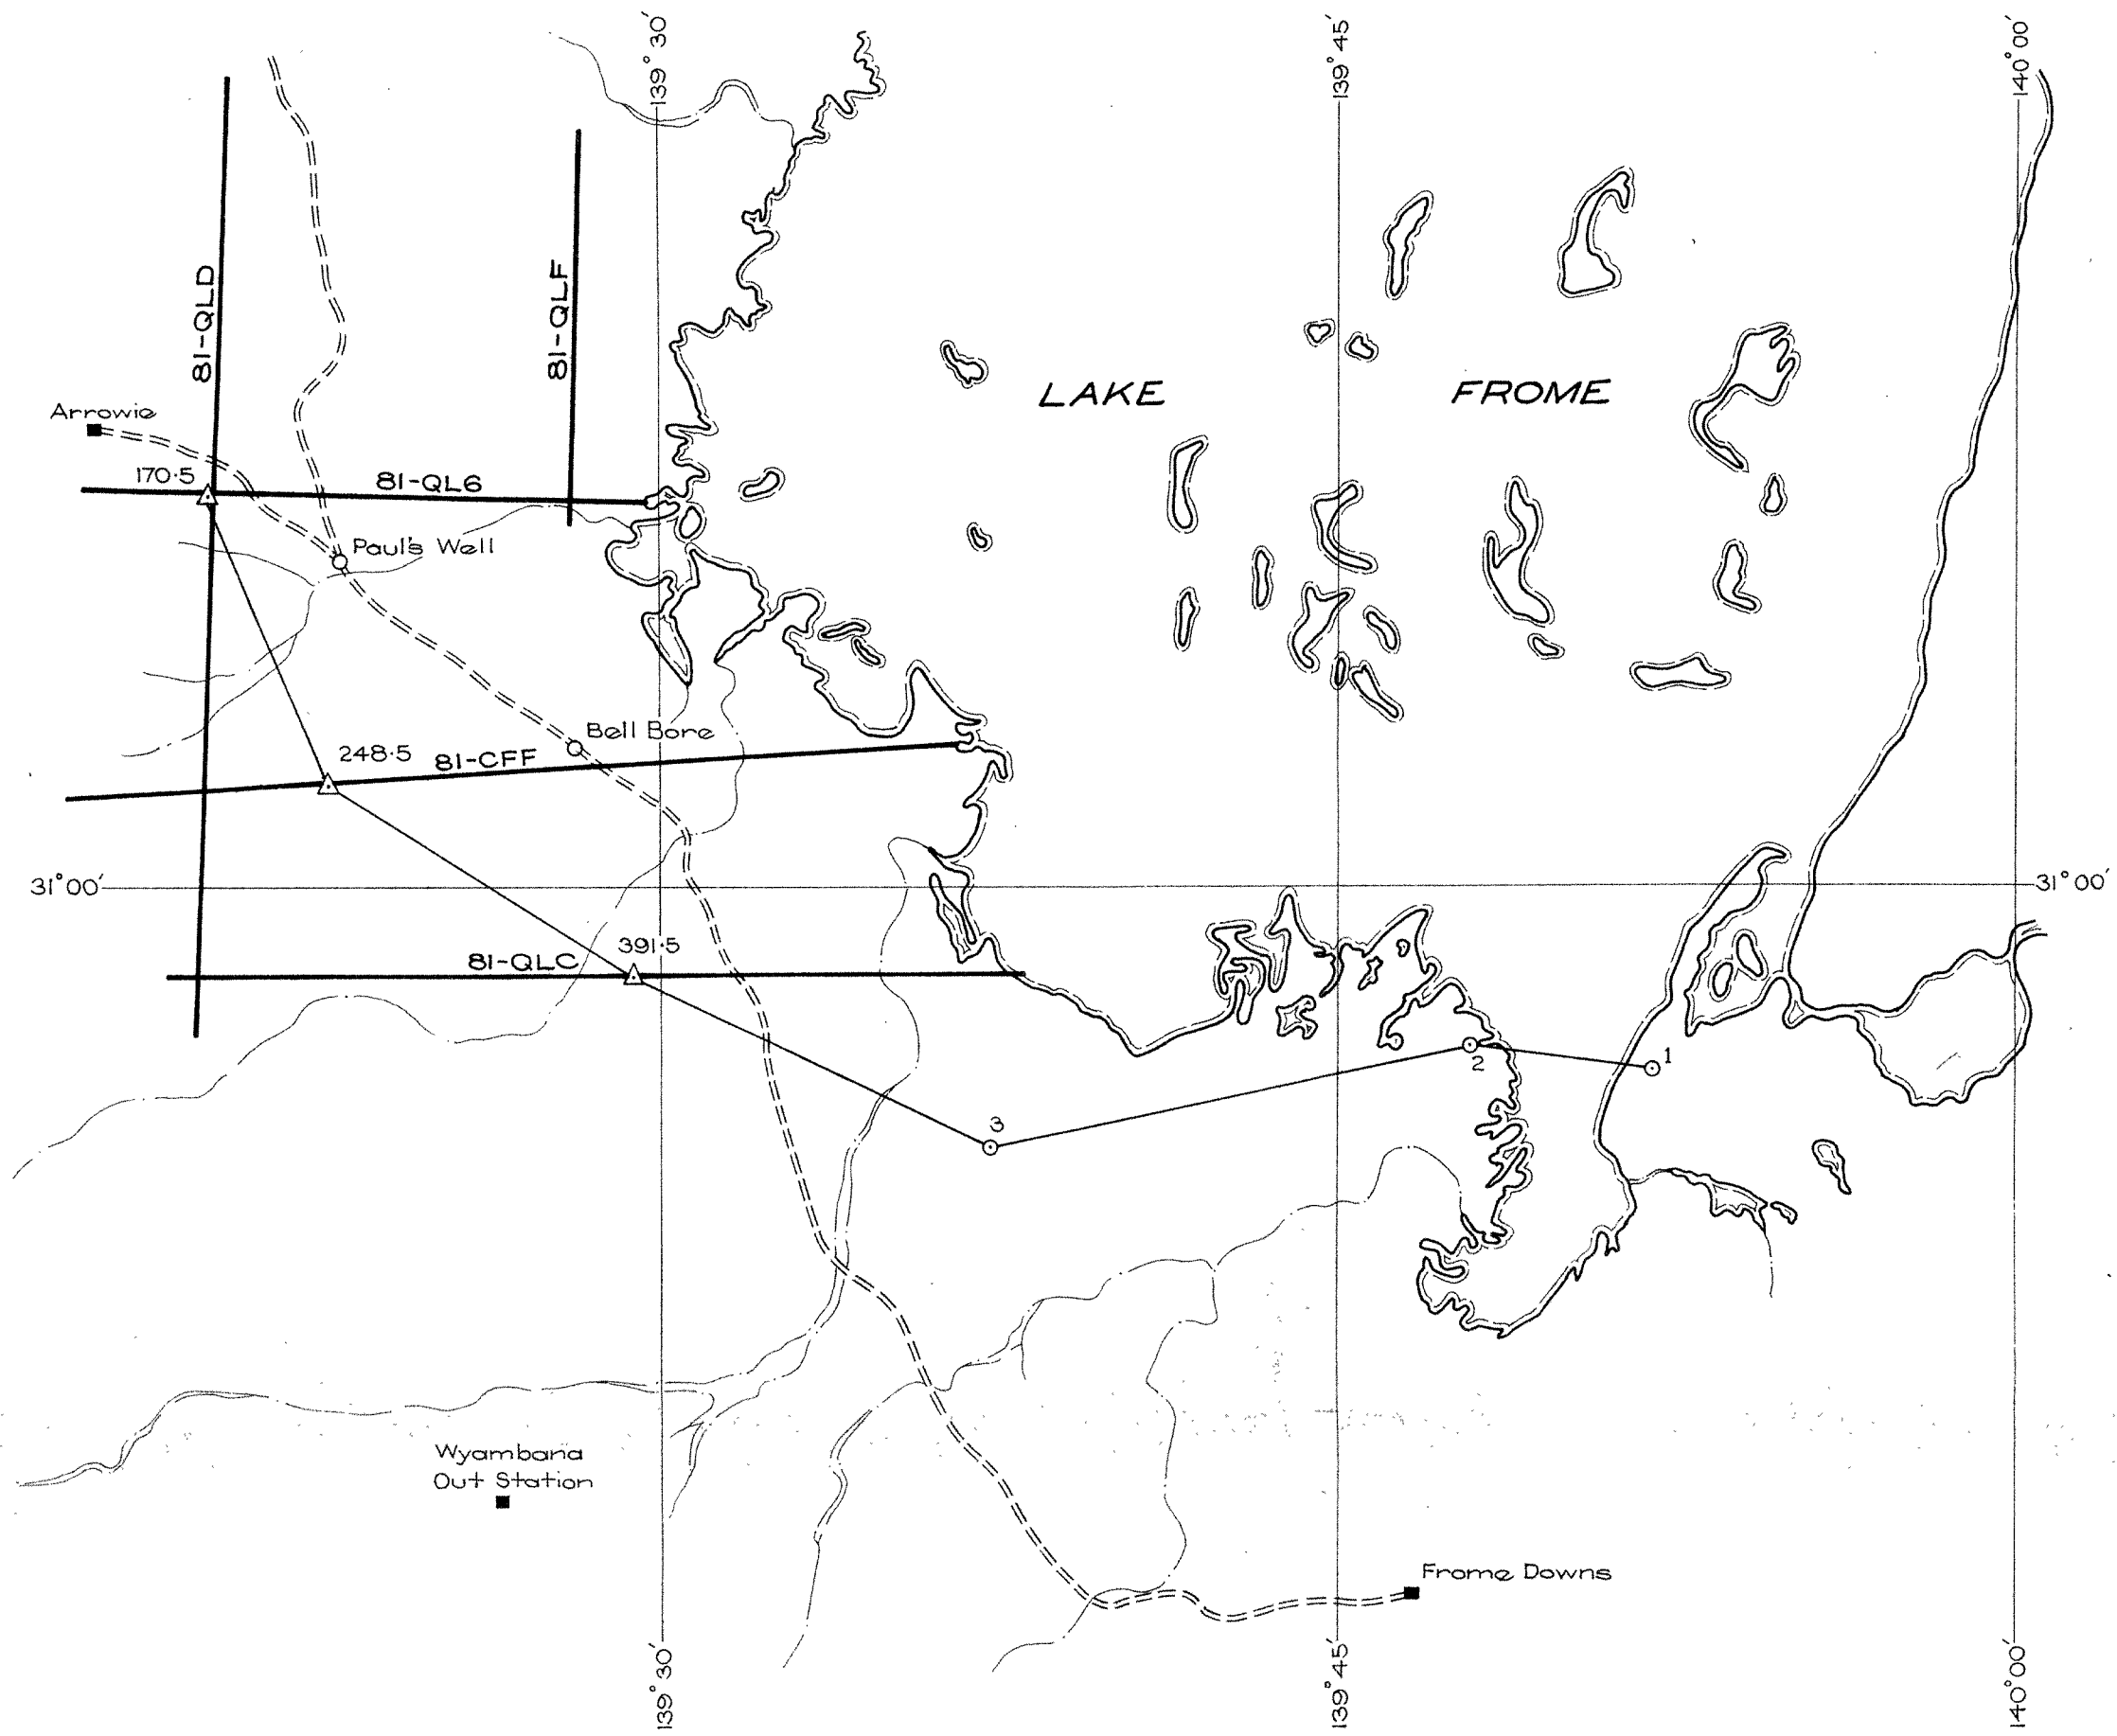 139° 30'
139° 45'
140° 00'
81-QLD
81-QLF
LAKE FROME
Arrowie
170·5
81-QL6
Paul's Well
Bell Bore
248·5
81-CFF
31° 00'
31° 00'
391·5
81-QLC
1
2
3
Wyambana
Out Station
Frome Downs
139° 30'
139° 45'
140° 00'